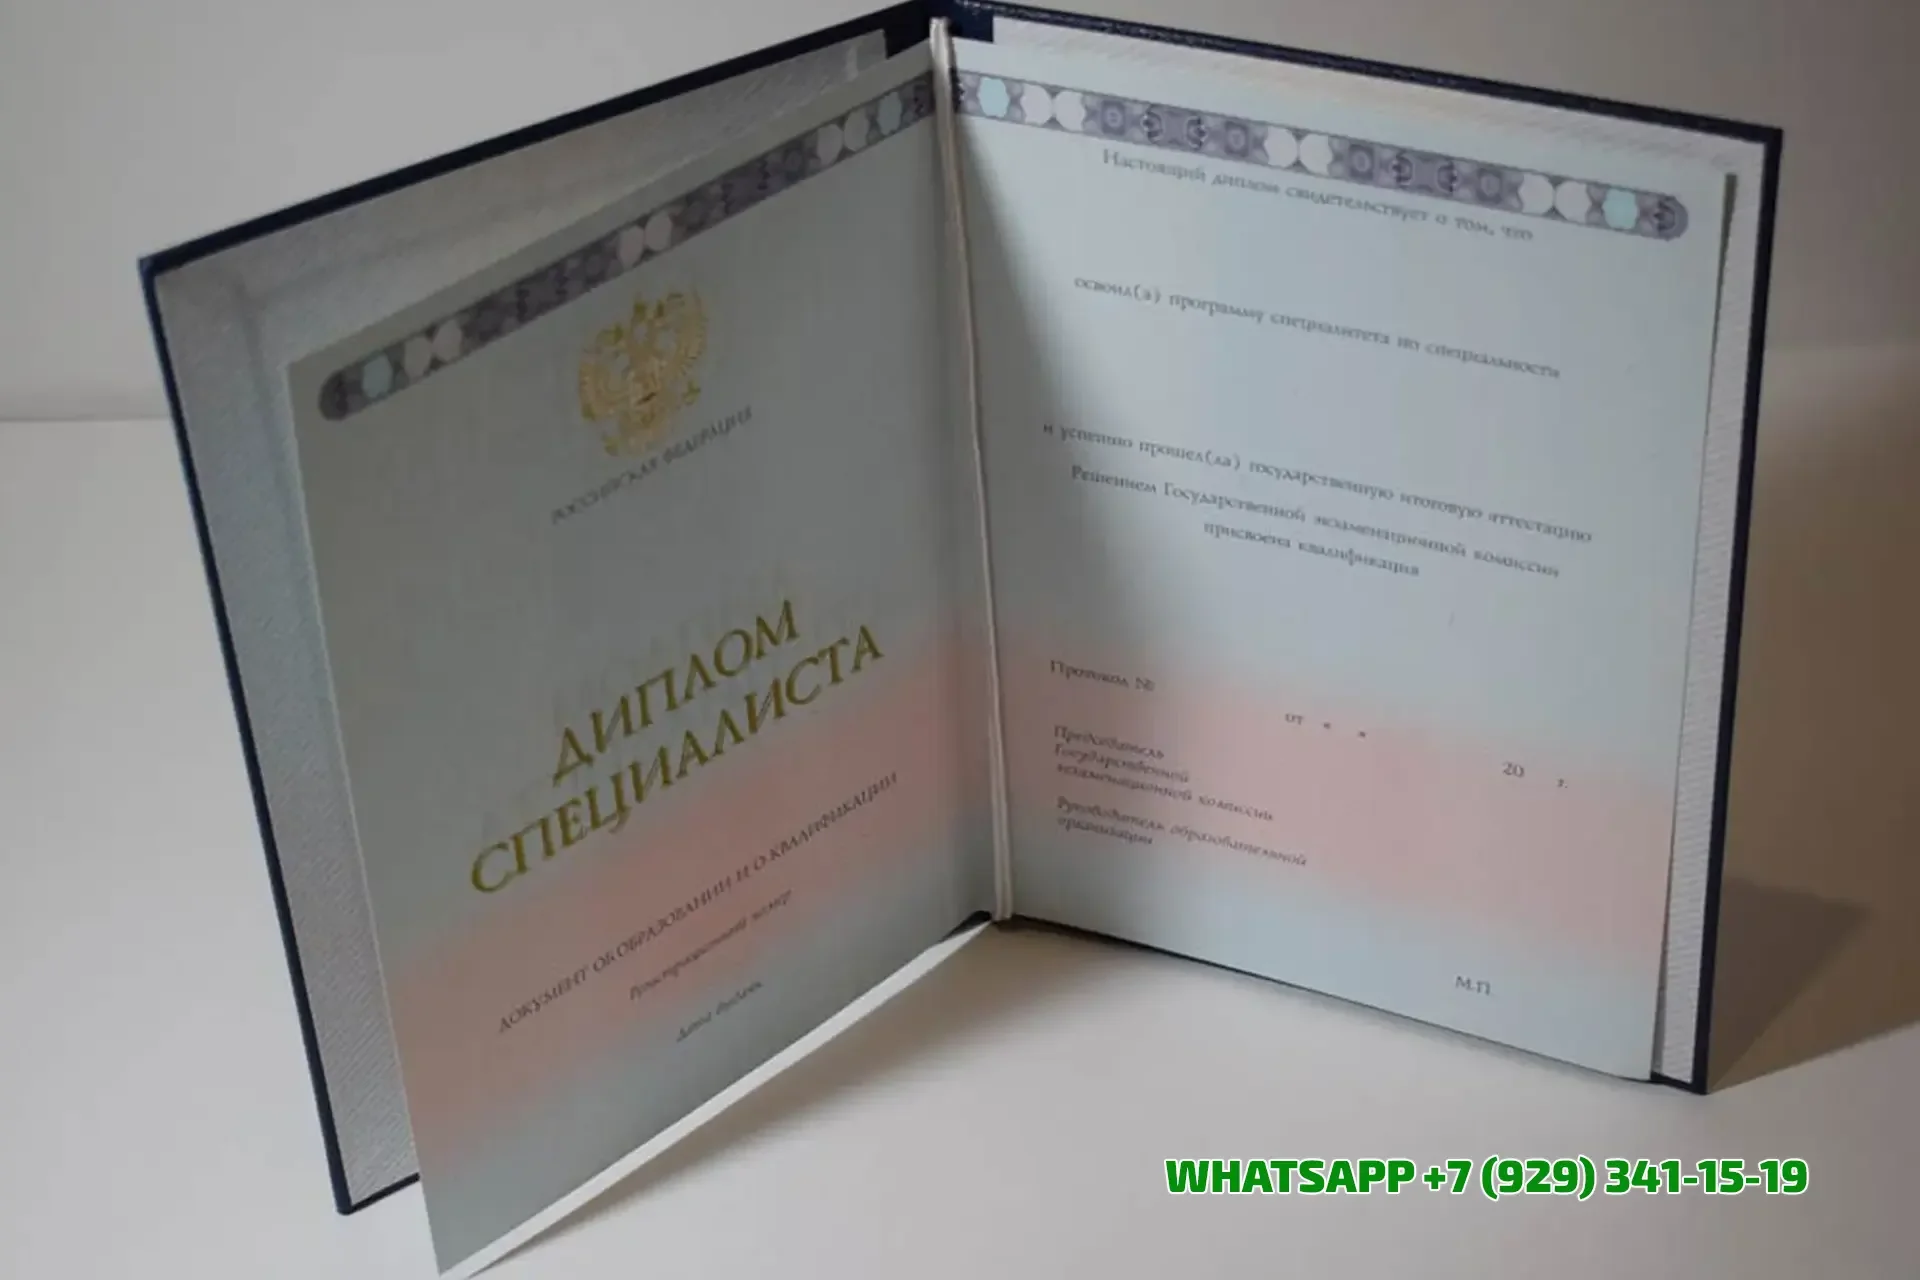 РОССИЙСКАЯ ФЕДЕРАЦИЯ
ДИПЛОМ
СПЕЦИАЛИСТА
ДОКУМЕНТ ОБ ОБРАЗОВАНИИ И О КВАЛИФИКАЦИИ
Регистрационный номер
Дата выдачи
Настоящий диплом свидетельствует о том, что
освоил(а) программу специалитета по специальности
и успешно прошел(ла) государственную итоговую аттестацию
Решением Государственной экзаменационной комиссии
присвоена квалификация
Протокол №
от « » 20 г.
Председатель
Государственной
экзаменационной комиссии
Руководитель образовательной
организации
М.П.
WHATSAPP +7 (929) 341-15-19